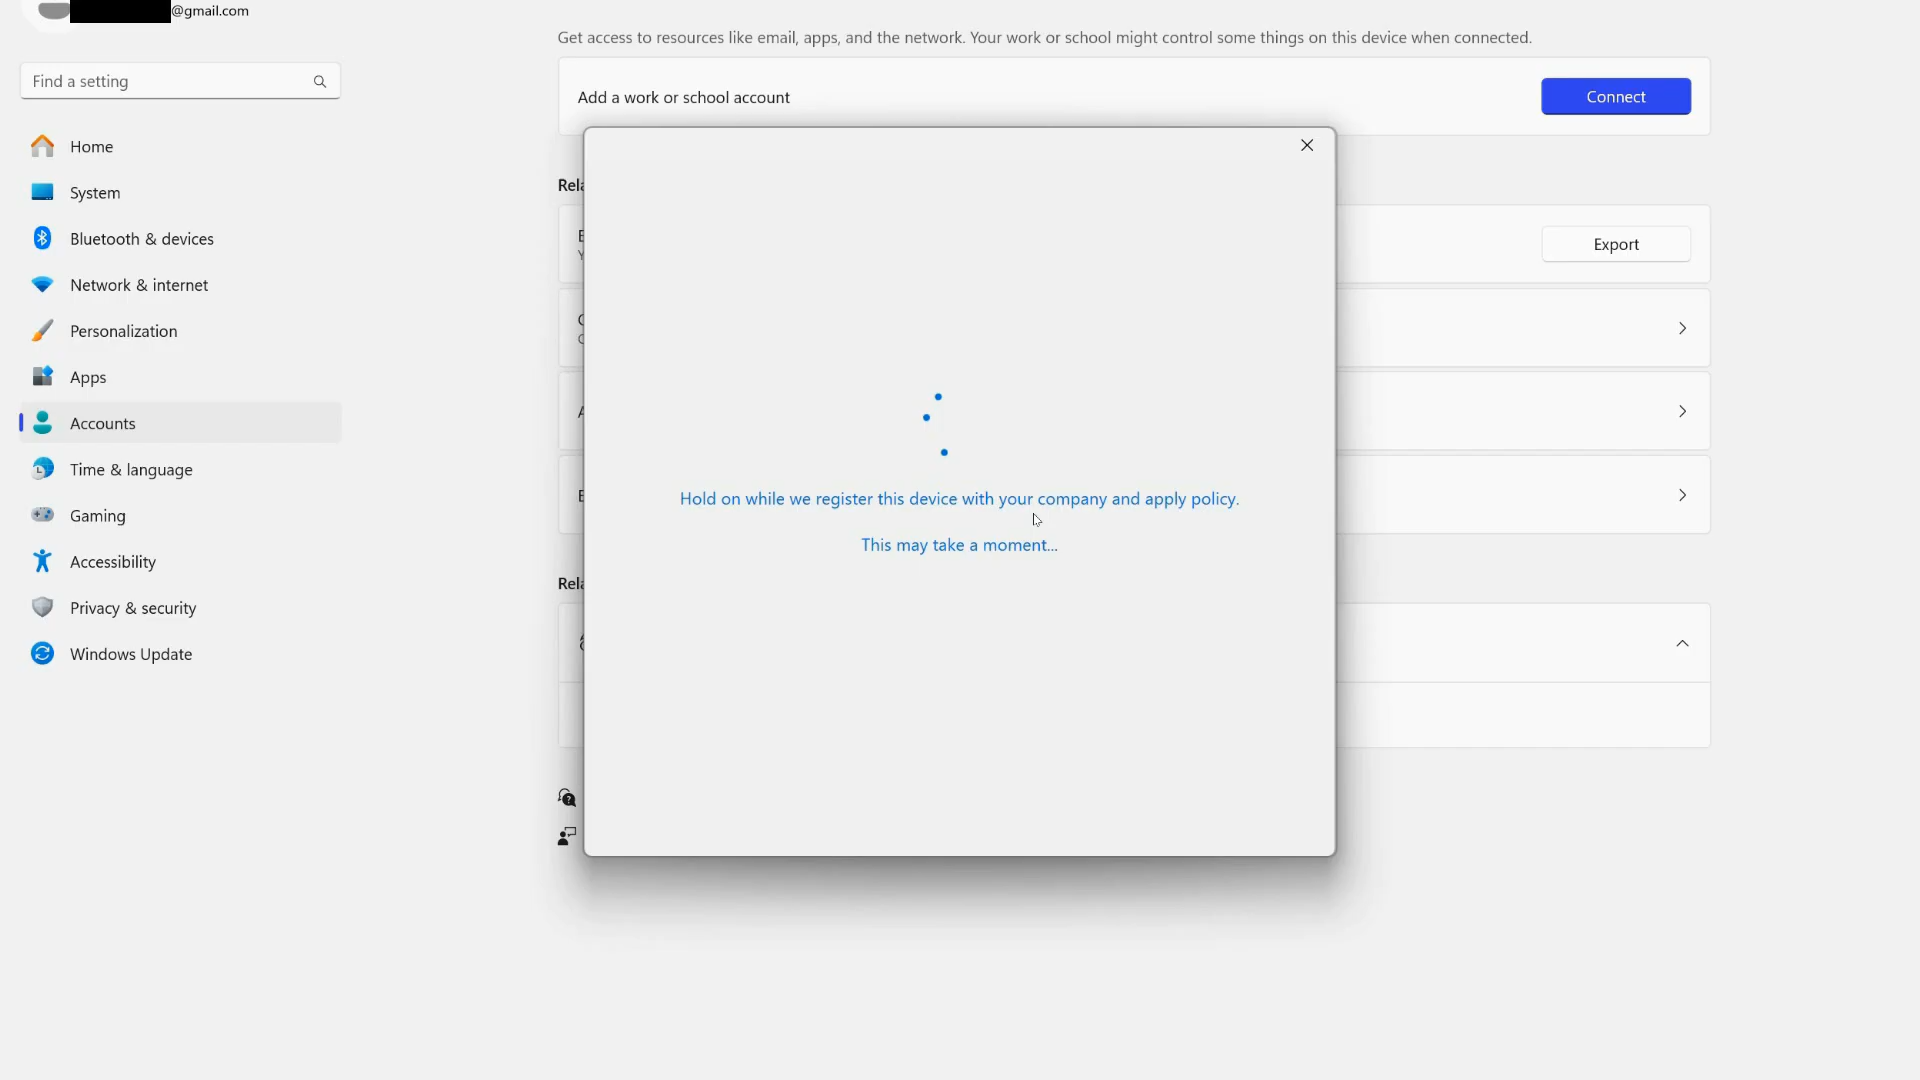 @gmail.com
Find a setting
Home
System
Bluetooth & devices
Network & internet
Personalization
Apps
Accounts
Time & language
Gaming
Accessibility
Privacy & security
Windows Update
Get access to resources like email, apps, and the network. Your work or school might control some things on this device when connected.
Add a work or school account
Connect
Export
Hold on while we register this device with your company and apply policy.
This may take a moment...